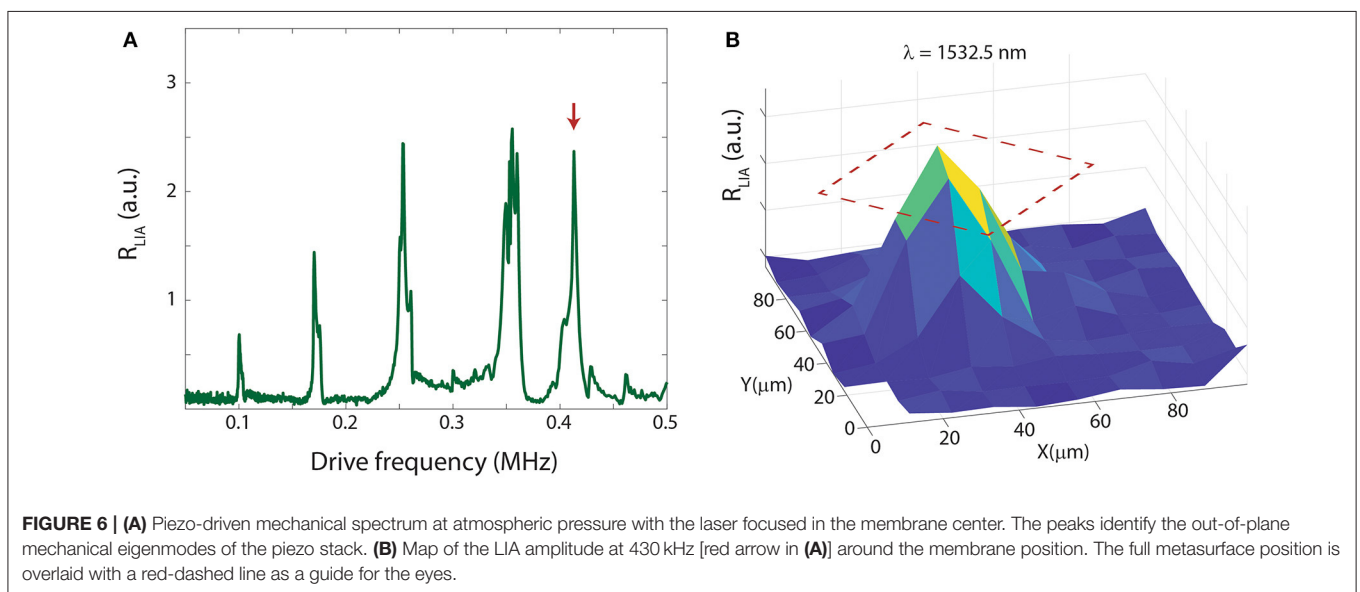 A
3
2
1
R_LIA (a.u.)
0.1 0.2 0.3 0.4 0.5
Drive frequency (MHz)
B
λ = 1532.5 nm
R_LIA (a.u.)
80
60
40
20
0
Y(μm)
0 20 40 60 80
X(μm)
FIGURE 6 | (A) Piezo-driven mechanical spectrum at atmospheric pressure with the laser focused in the membrane center. The peaks identify the out-of-plane
mechanical eigenmodes of the piezo stack. (B) Map of the LIA amplitude at 430 kHz [red arrow in (A)] around the membrane position. The full metasurface position is
overlaid with a red-dashed line as a guide for the eyes.